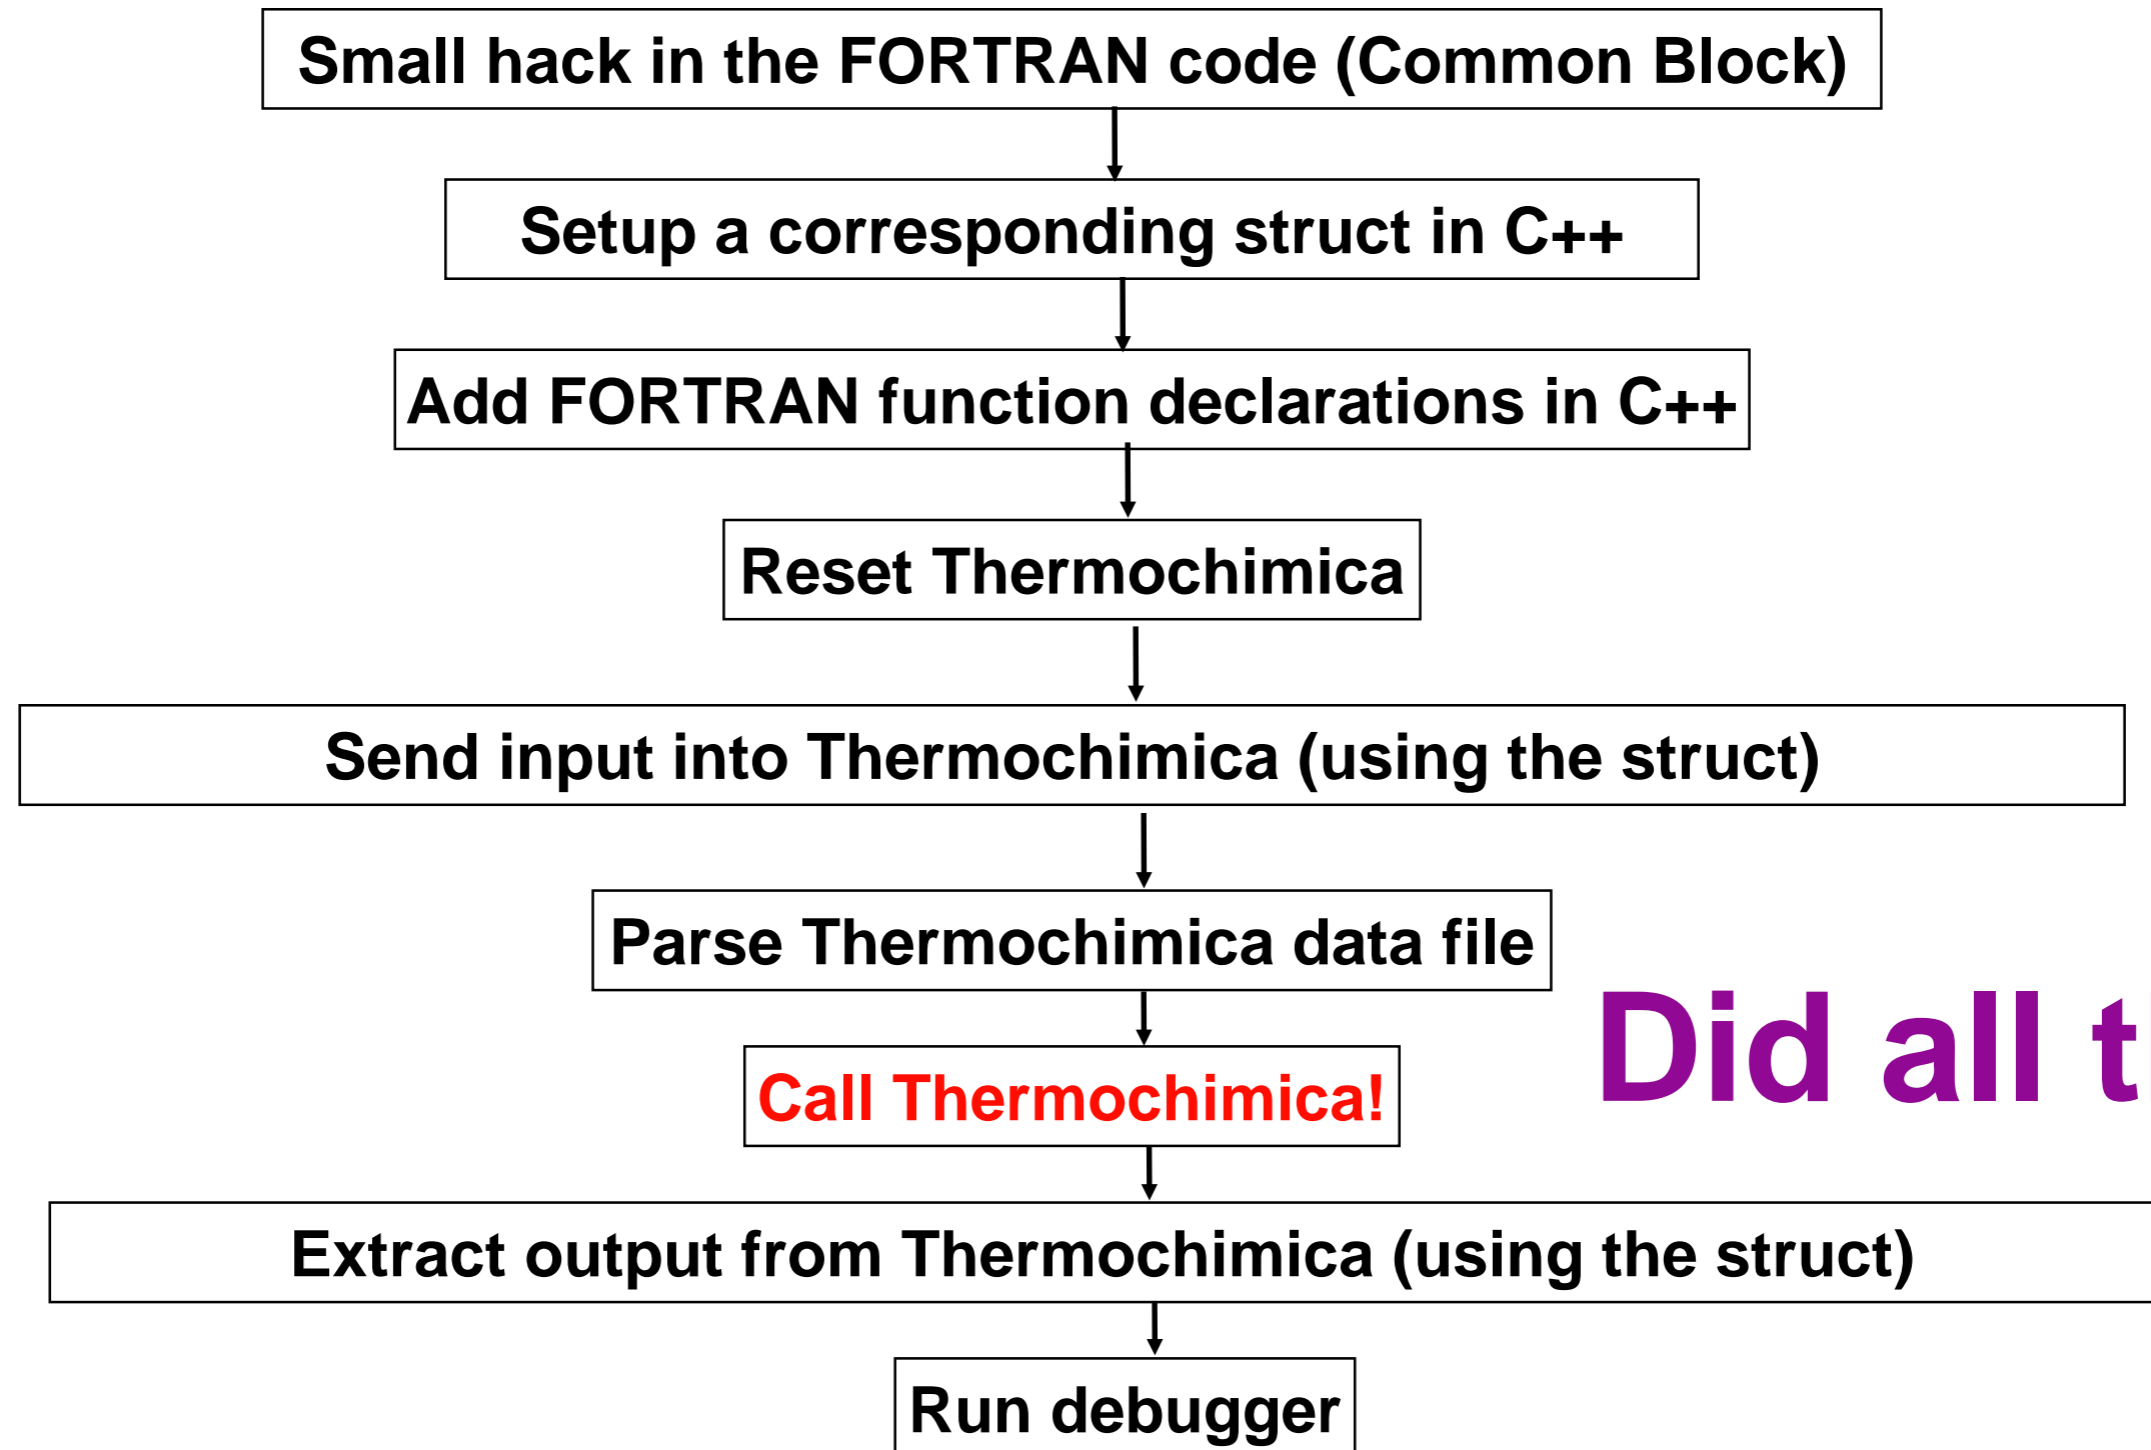 Small hack in the FORTRAN code (Common Block)
Setup a corresponding struct in C++
Add FORTRAN function declarations in C++
Reset Thermochimica
Send input into Thermochimica (using the struct)
Parse Thermochimica data file
Did all
Call Thermochimica!
Extract output from Thermochimica (using the struct)
Run debugger